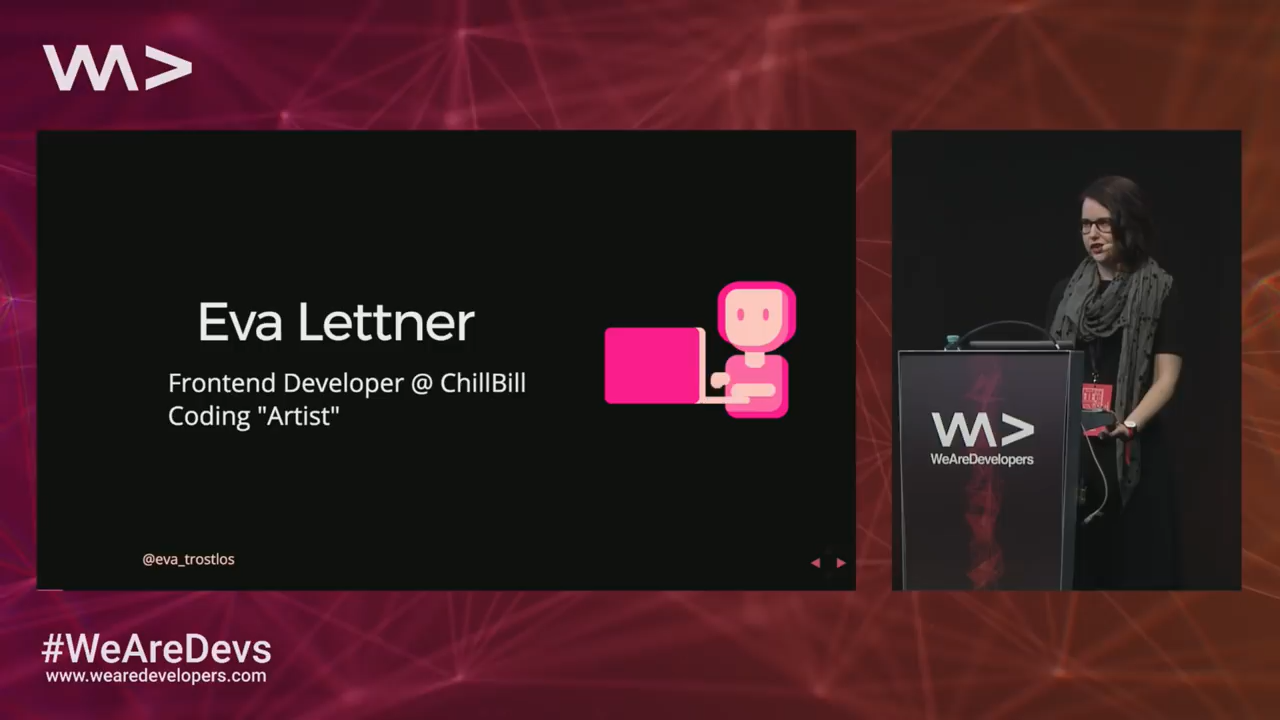 Eva Lettner
Frontend Developer @ ChillBill
Coding "Artist"
@eva_trostlos
WeAreDevelopers
#WeAreDevs
www.wearedevelopers.com